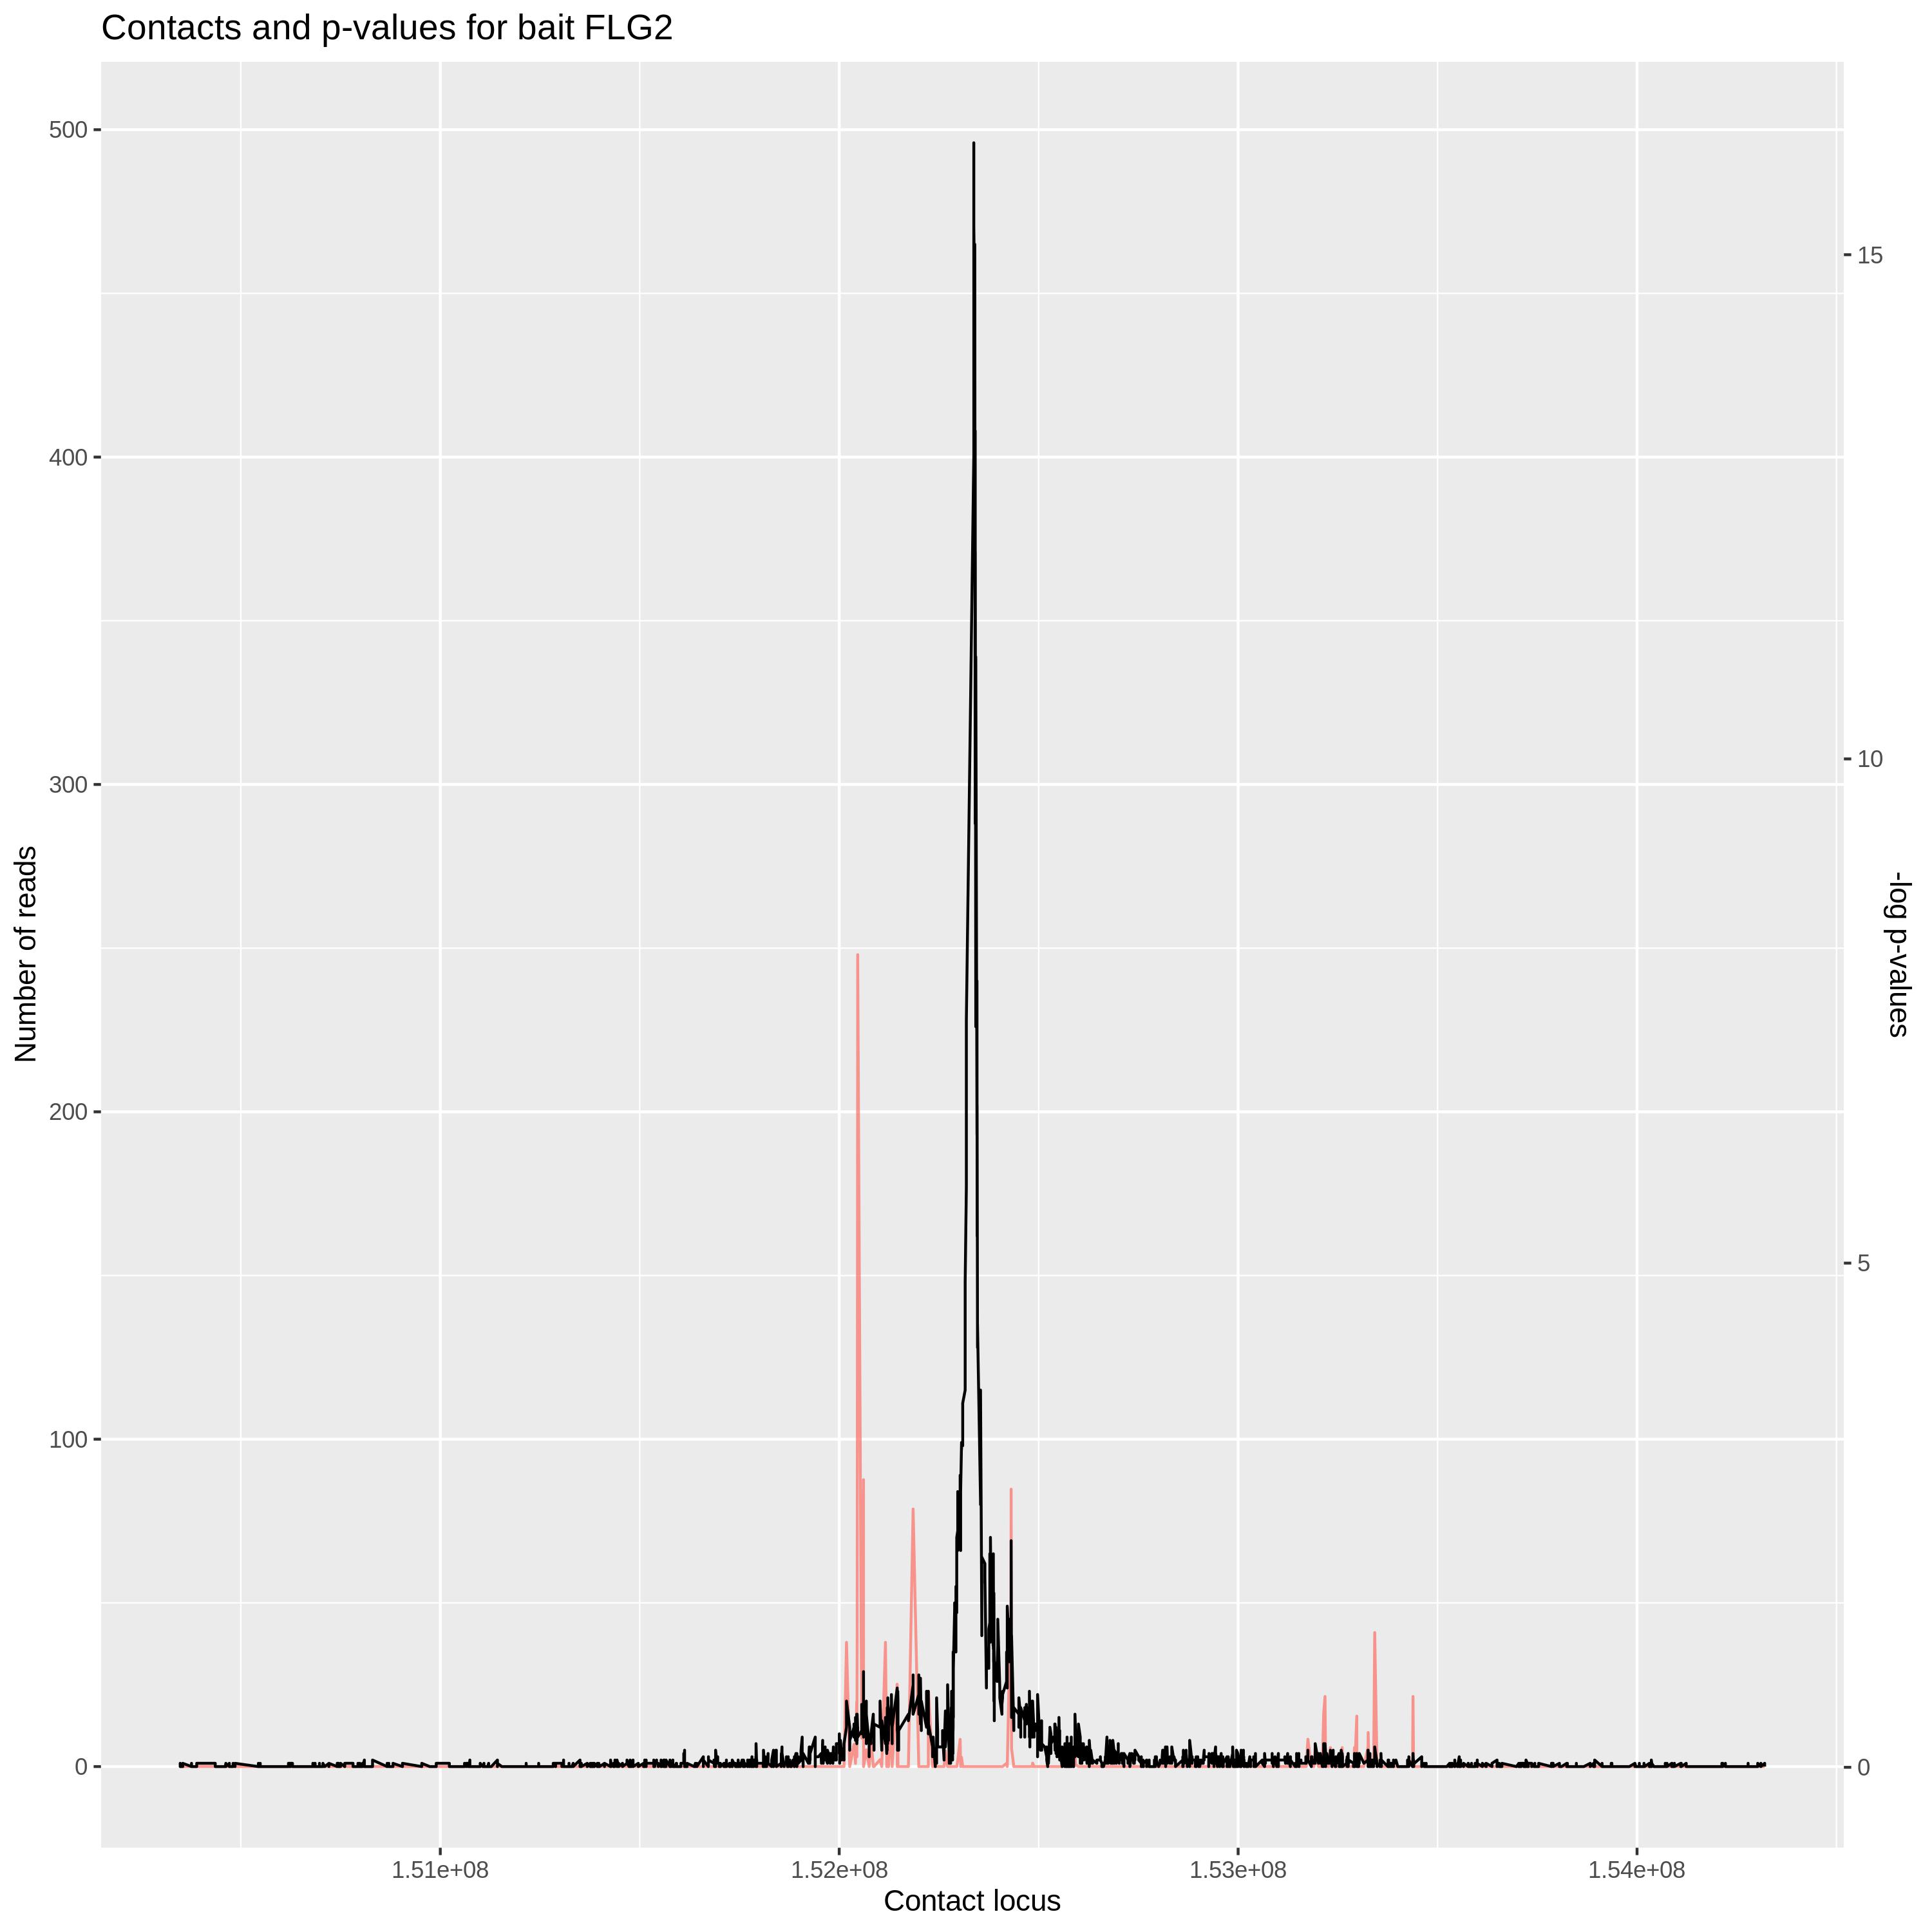 Contacts and p-values for bait FLG2
500
400
300
200
100
0
Number of reads
15
10
5
0
-log p-values
1.51e+08 1.52e+08 1.53e+08 1.54e+08
Contact locus